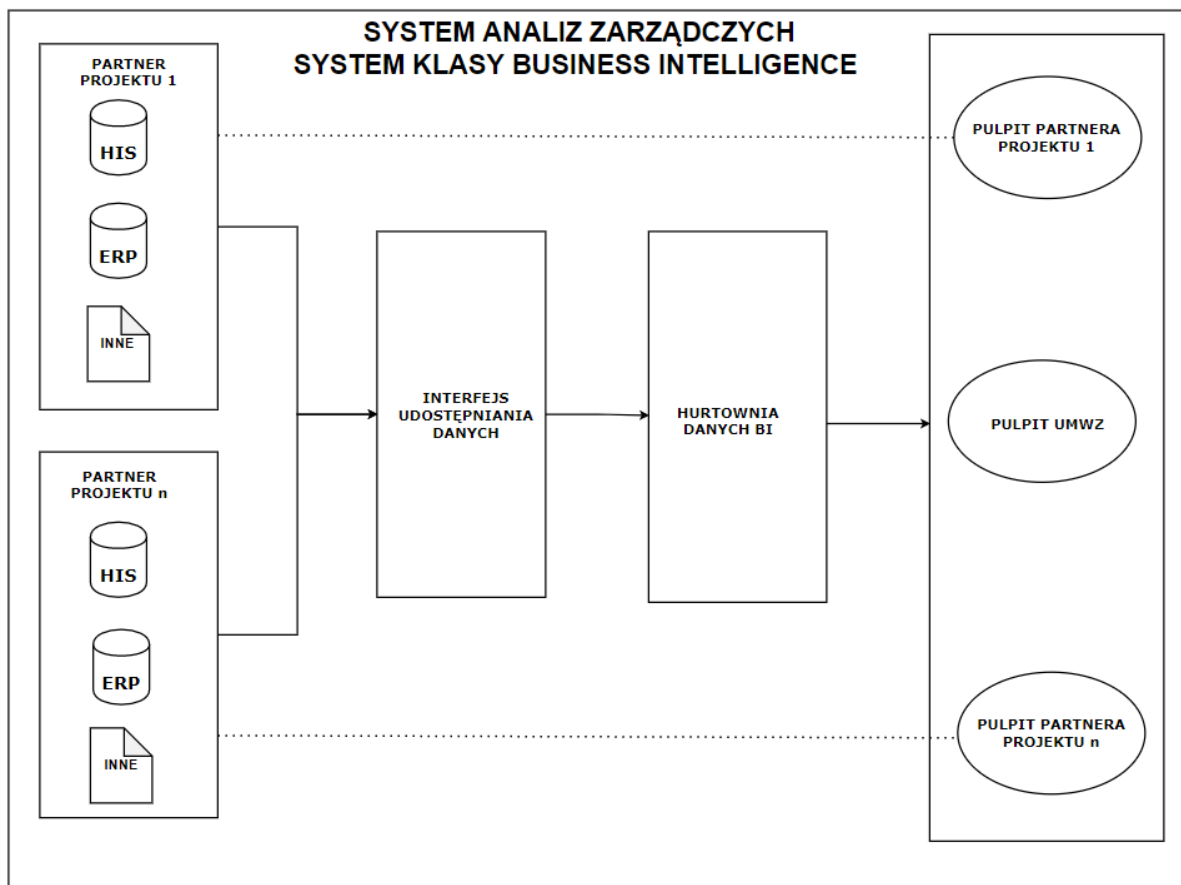 SYSTEM ANALIZ ZARZĄDCZYCH
SYSTEM KLASY BUSINESS INTELLIGENCE
PARTNER
PROJEKTU 1
HIS
ERP
INNE
PARTNER
PROJEKTU n
HIS
ERP
INNE
INTERFEJS
UDOSTĘPNIANIA
DANYCH
HURTOWNIA
DANYCH BI
PULPIT PARTNERA
PROJEKTU 1
PULPIT UMWZ
PULPIT PARTNERA
PROJEKTU n